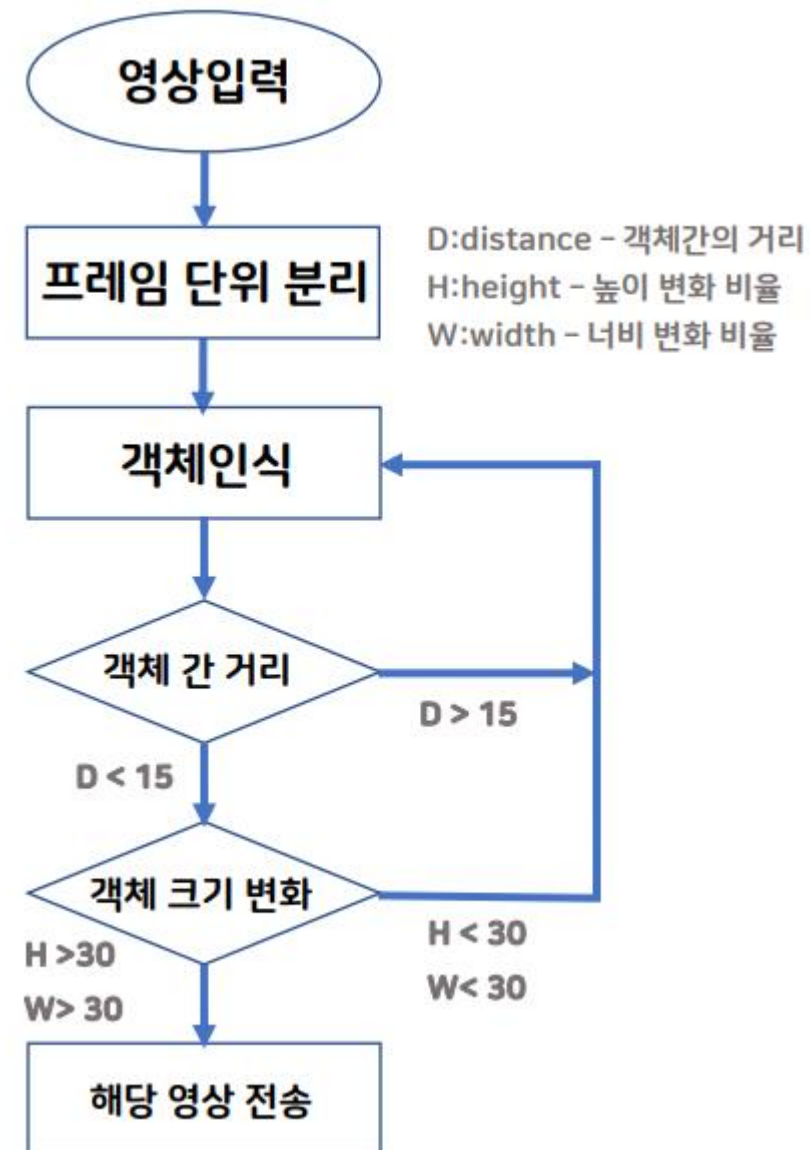 영상입력
프레임 단위 분리
D:distance – 객체간의 거리
H:height – 높이 변화 비율
W:width – 너비 변화 비율
객체인식
객체 간 거리
D > 15
D < 15
객체 크기 변화
H >30
W> 30
H < 30
W< 30
해당 영상 전송